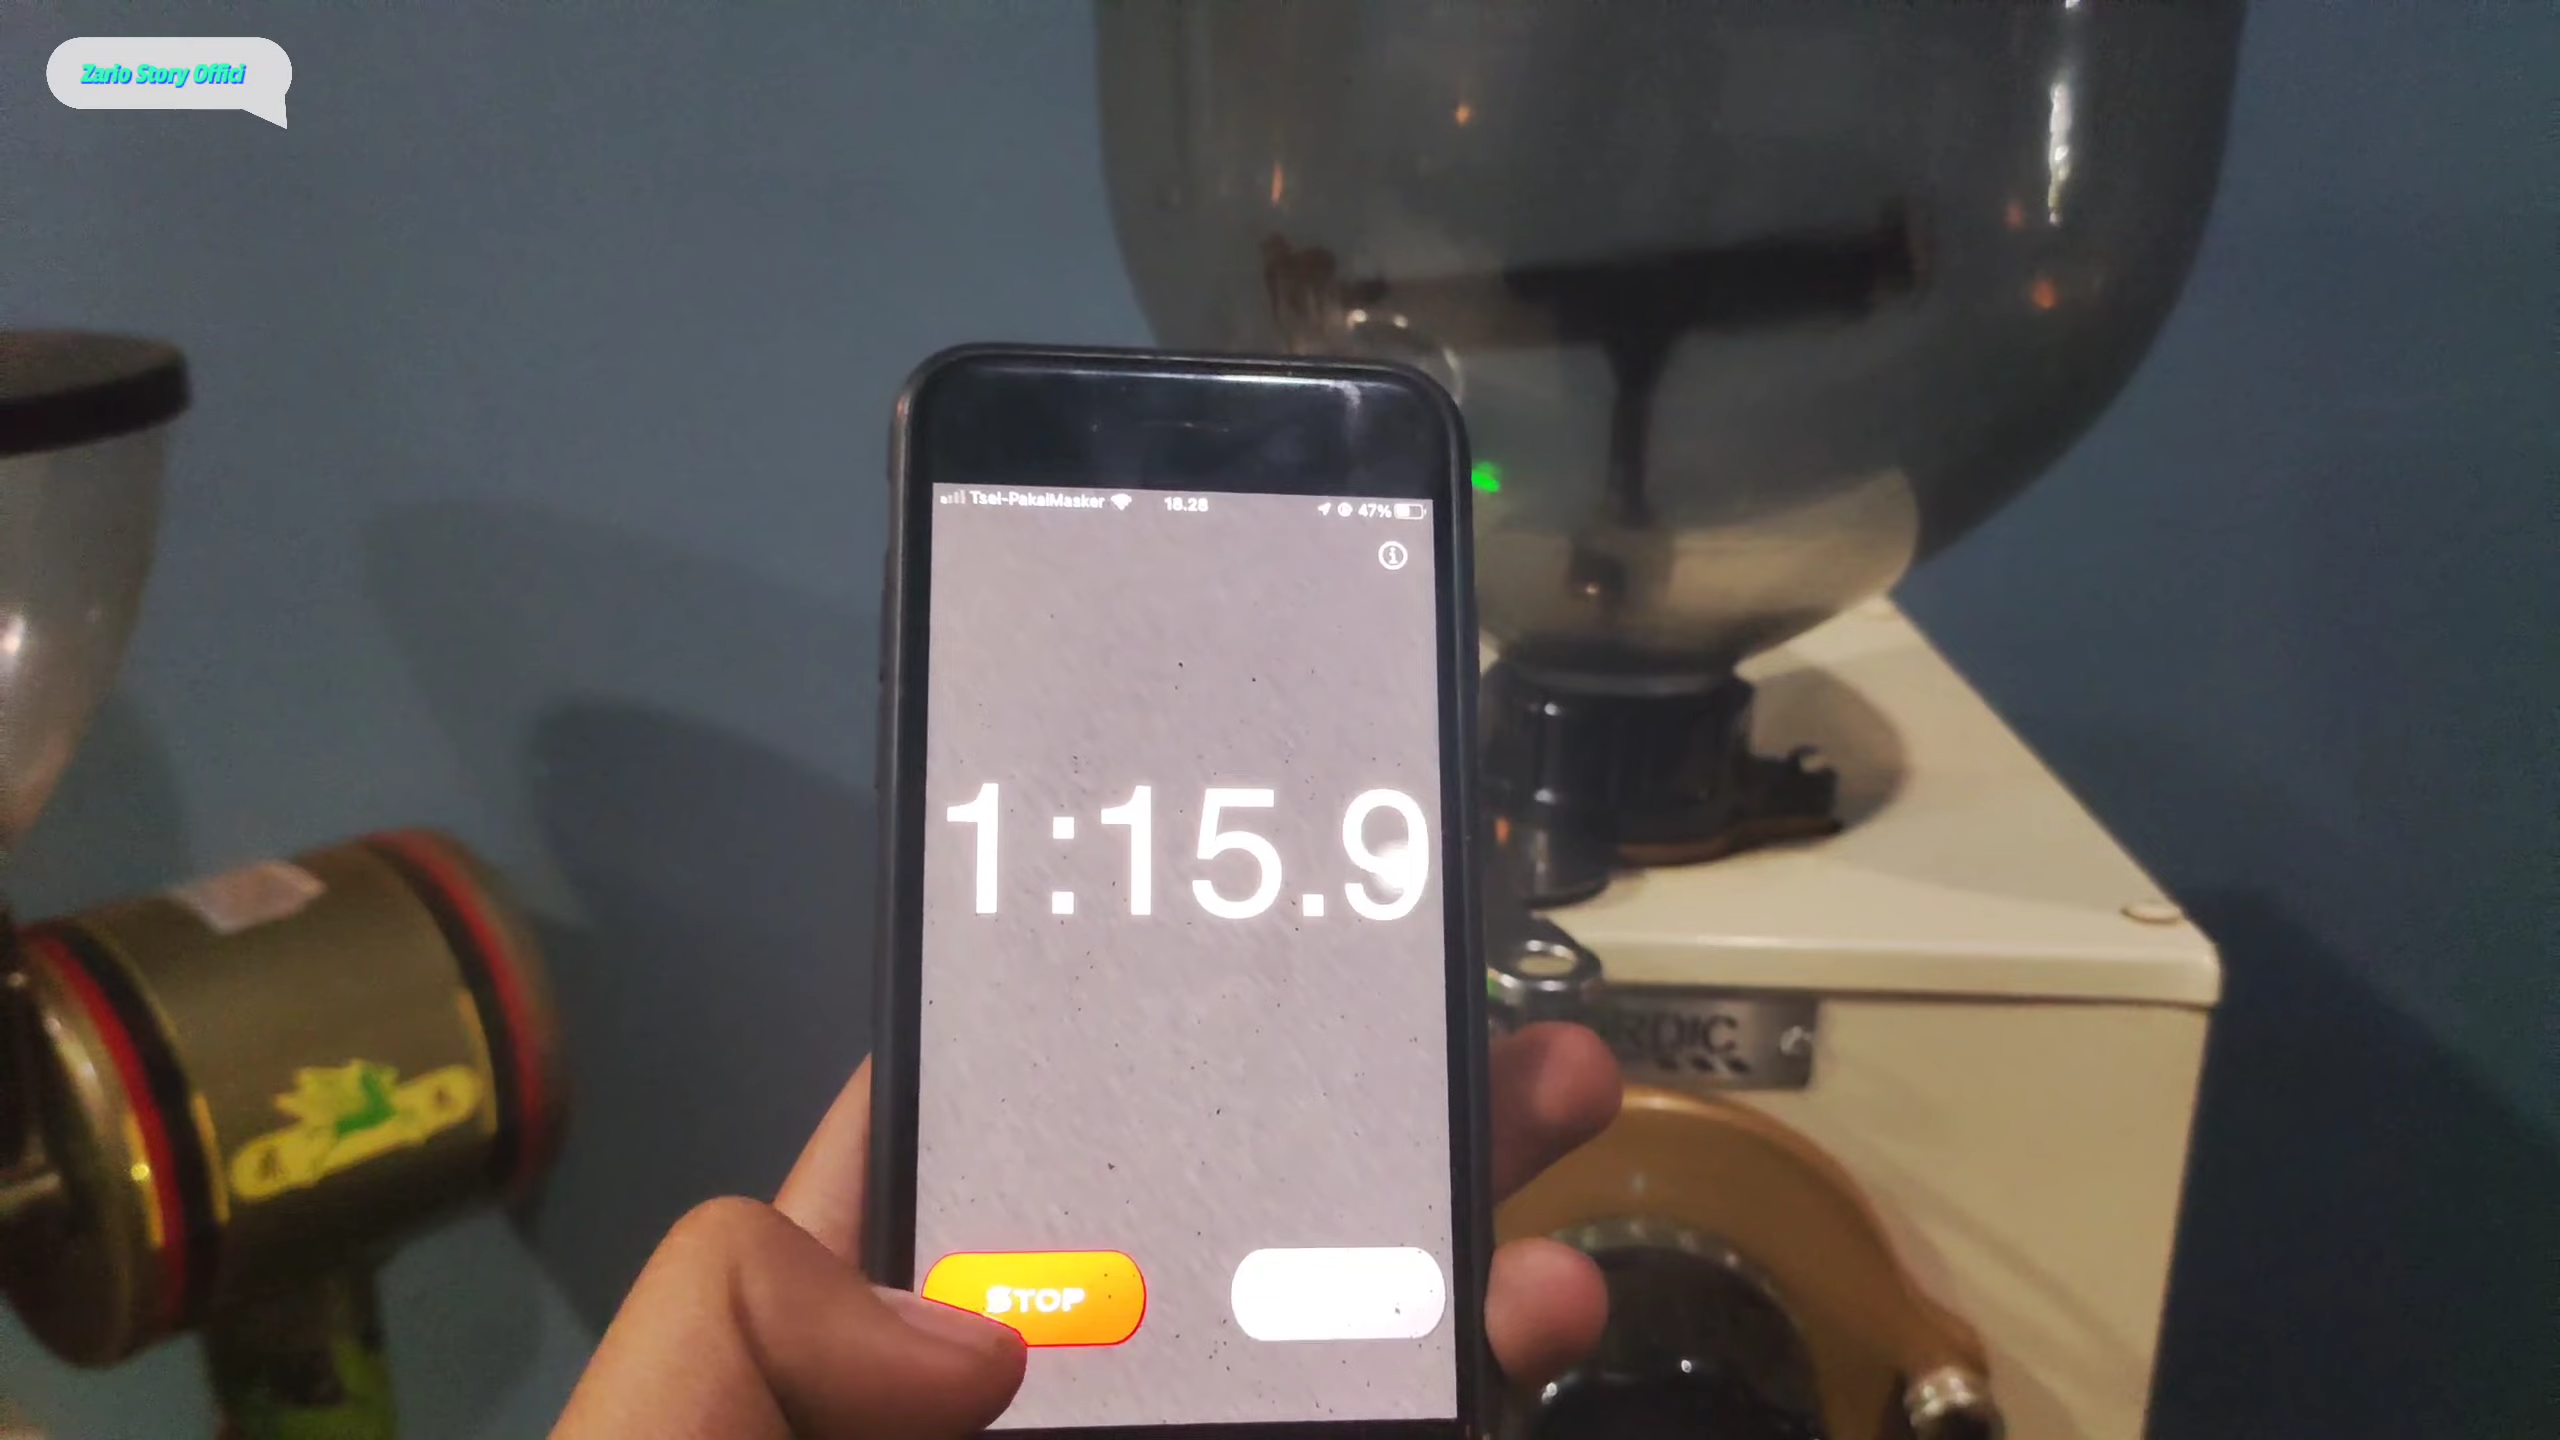 Zario Story Offici
Tsel-PakaiMasker 18.28 47%
1:15.9
STOP
RDIC